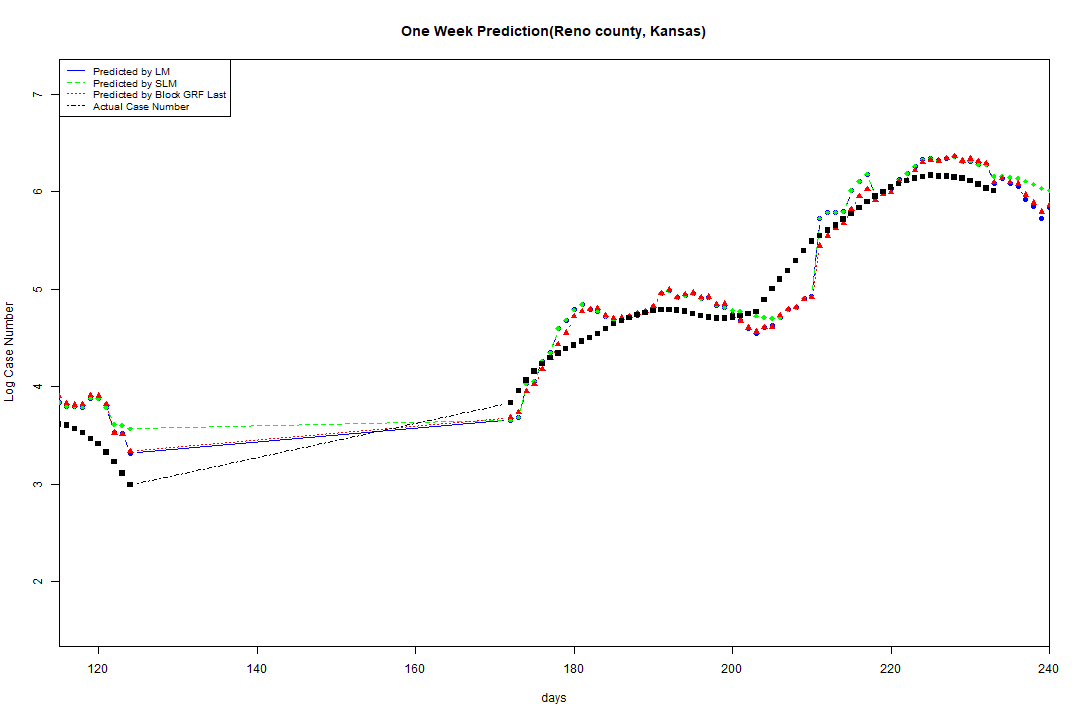 One Week Prediction(Reno county, Kansas)
Predicted by LM
Predicted by SLM
Predicted by Block GRF Last
Actual Case Number
7
6
5
4
3
2
Log Case Number
120 140 160 180 200 220 240
days